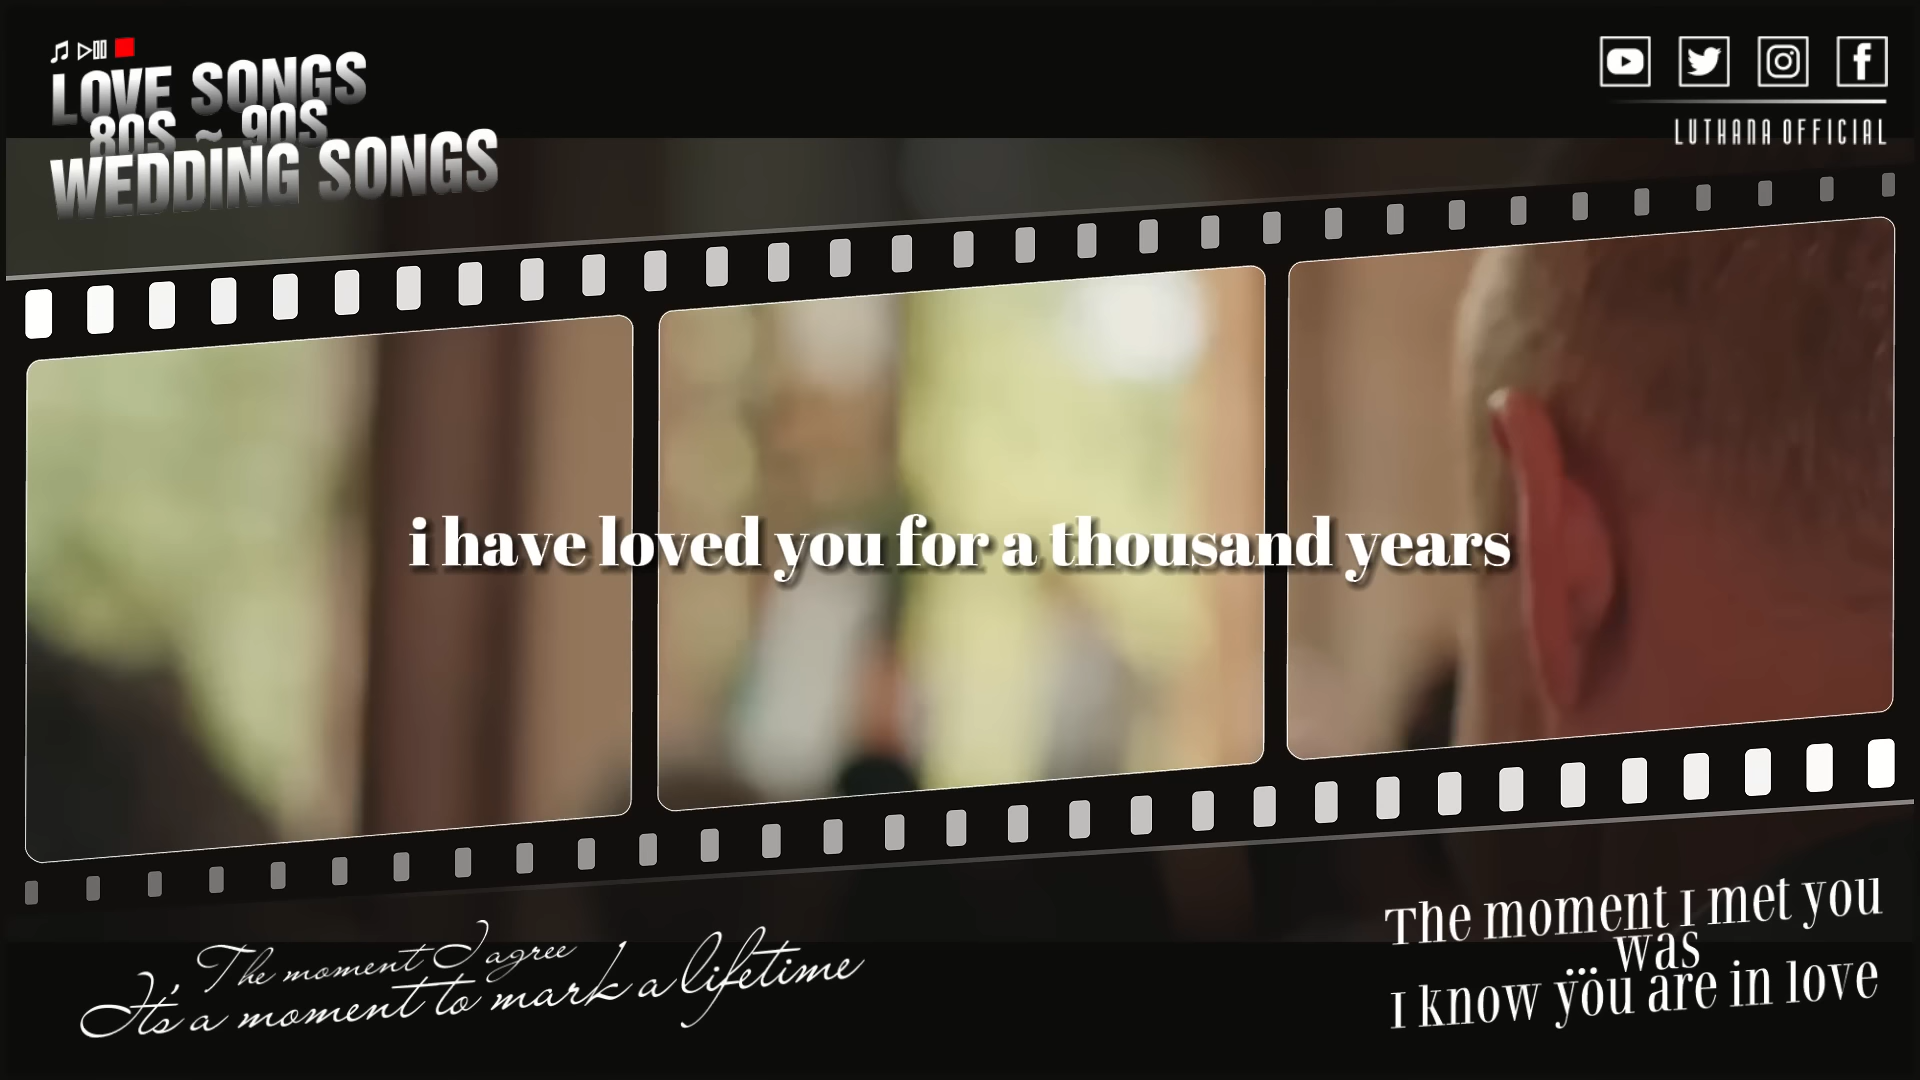 LOVE SONGS
80S ~ 90S
WEDDING SONGS
LUTHANA OFFICIAL
i have loved you for a thousand years
The moment I agree
It's a moment to mark a lifetime
The moment I met you
was
I know you are in love